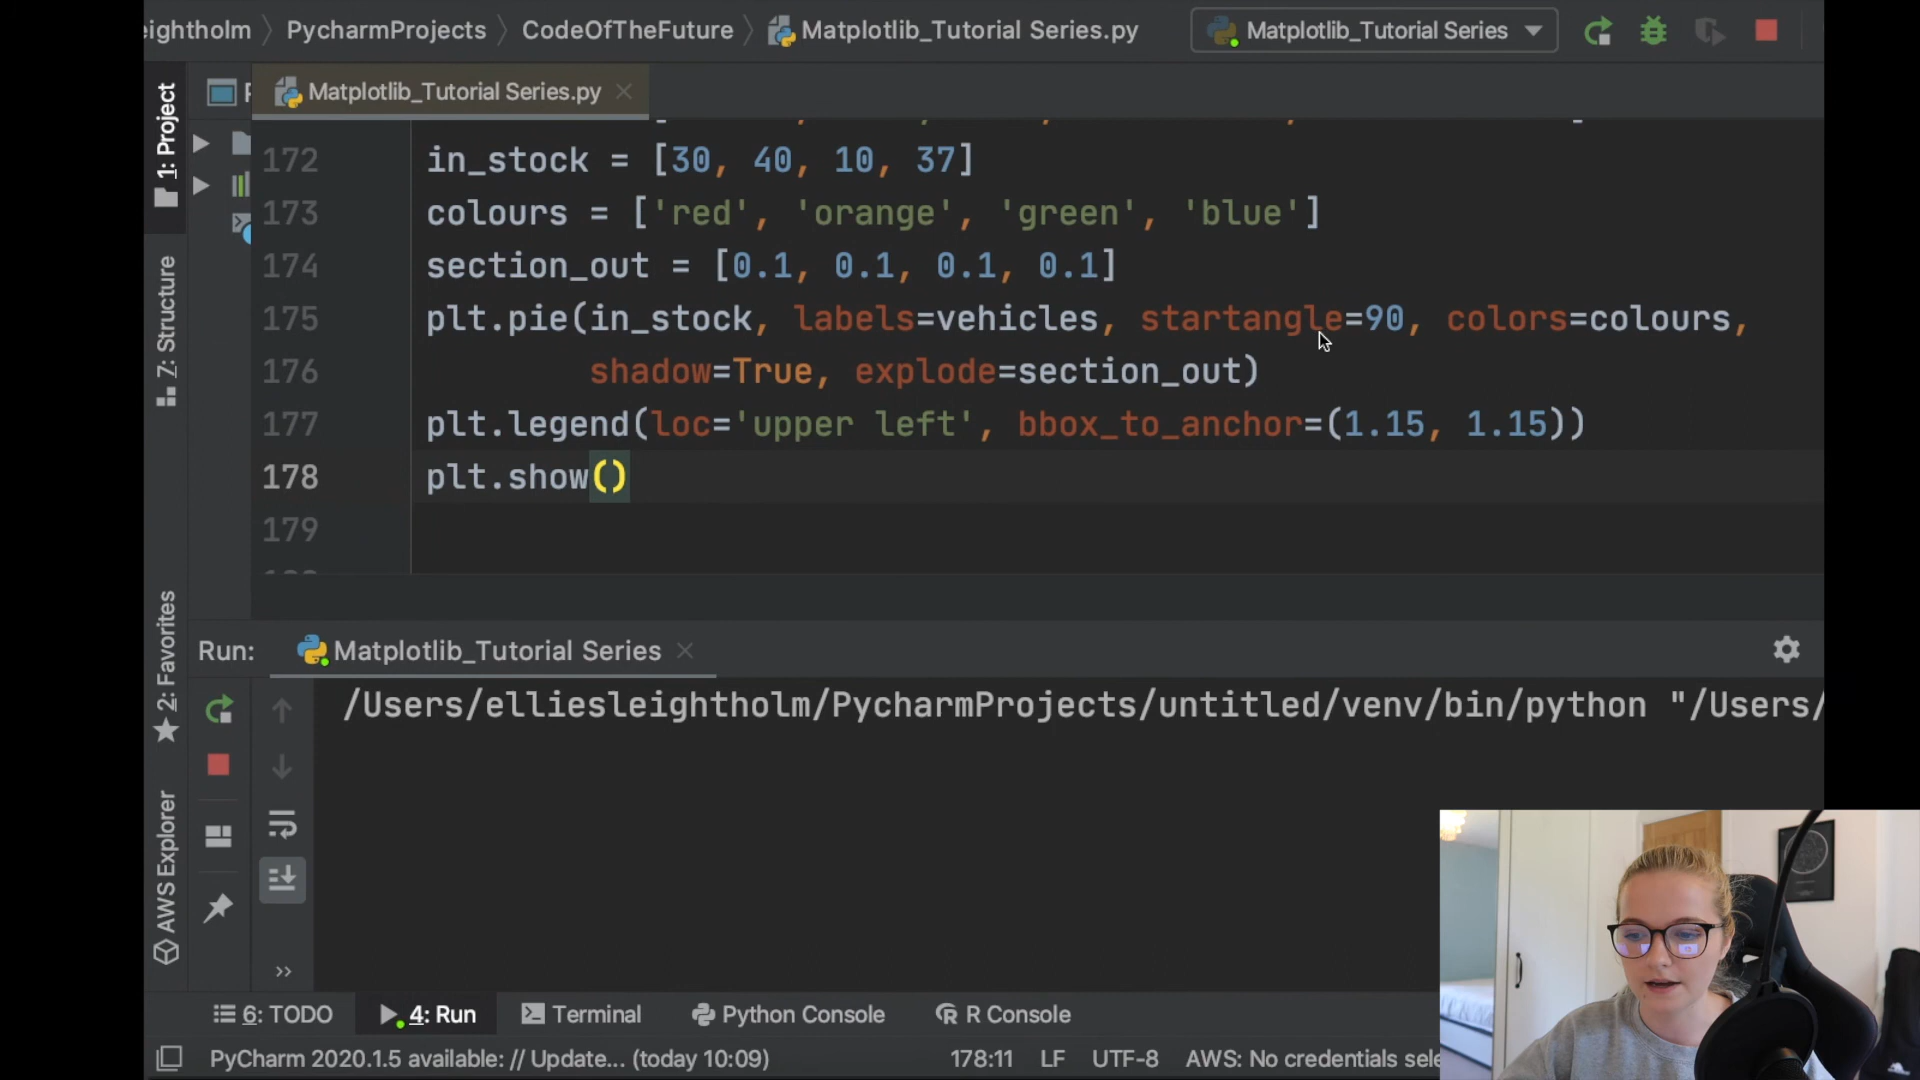 eightholm 〉 PycharmProjects 〉 CodeOfTheFuture 〉 Matplotlib_Tutorial Series.py
Matplotlib_Tutorial Series
1: Project
Matplotlib_Tutorial Series.py
172 in_stock = [30, 40, 10, 37]
173 colours = ['red', 'orange', 'green', 'blue']
174 section_out = [0.1, 0.1, 0.1, 0.1]
175 plt.pie(in_stock, labels=vehicles, startangle=90, colors=colours,
176 shadow=True, explode=section_out)
177 plt.legend(loc='upper left', bbox_to_anchor=(1.15, 1.15))
178 plt.show()
179
7: Structure
2: Favorites
AWS Explorer
Run: Matplotlib_Tutorial Series
/Users/elliesleightholm/PycharmProjects/untitled/venv/bin/python "/Users/
6: TODO 4: Run Terminal Python Console R Console
PyCharm 2020.1.5 available: // Update... (today 10:09) 178:11 LF UTF-8 AWS: No credentials sele